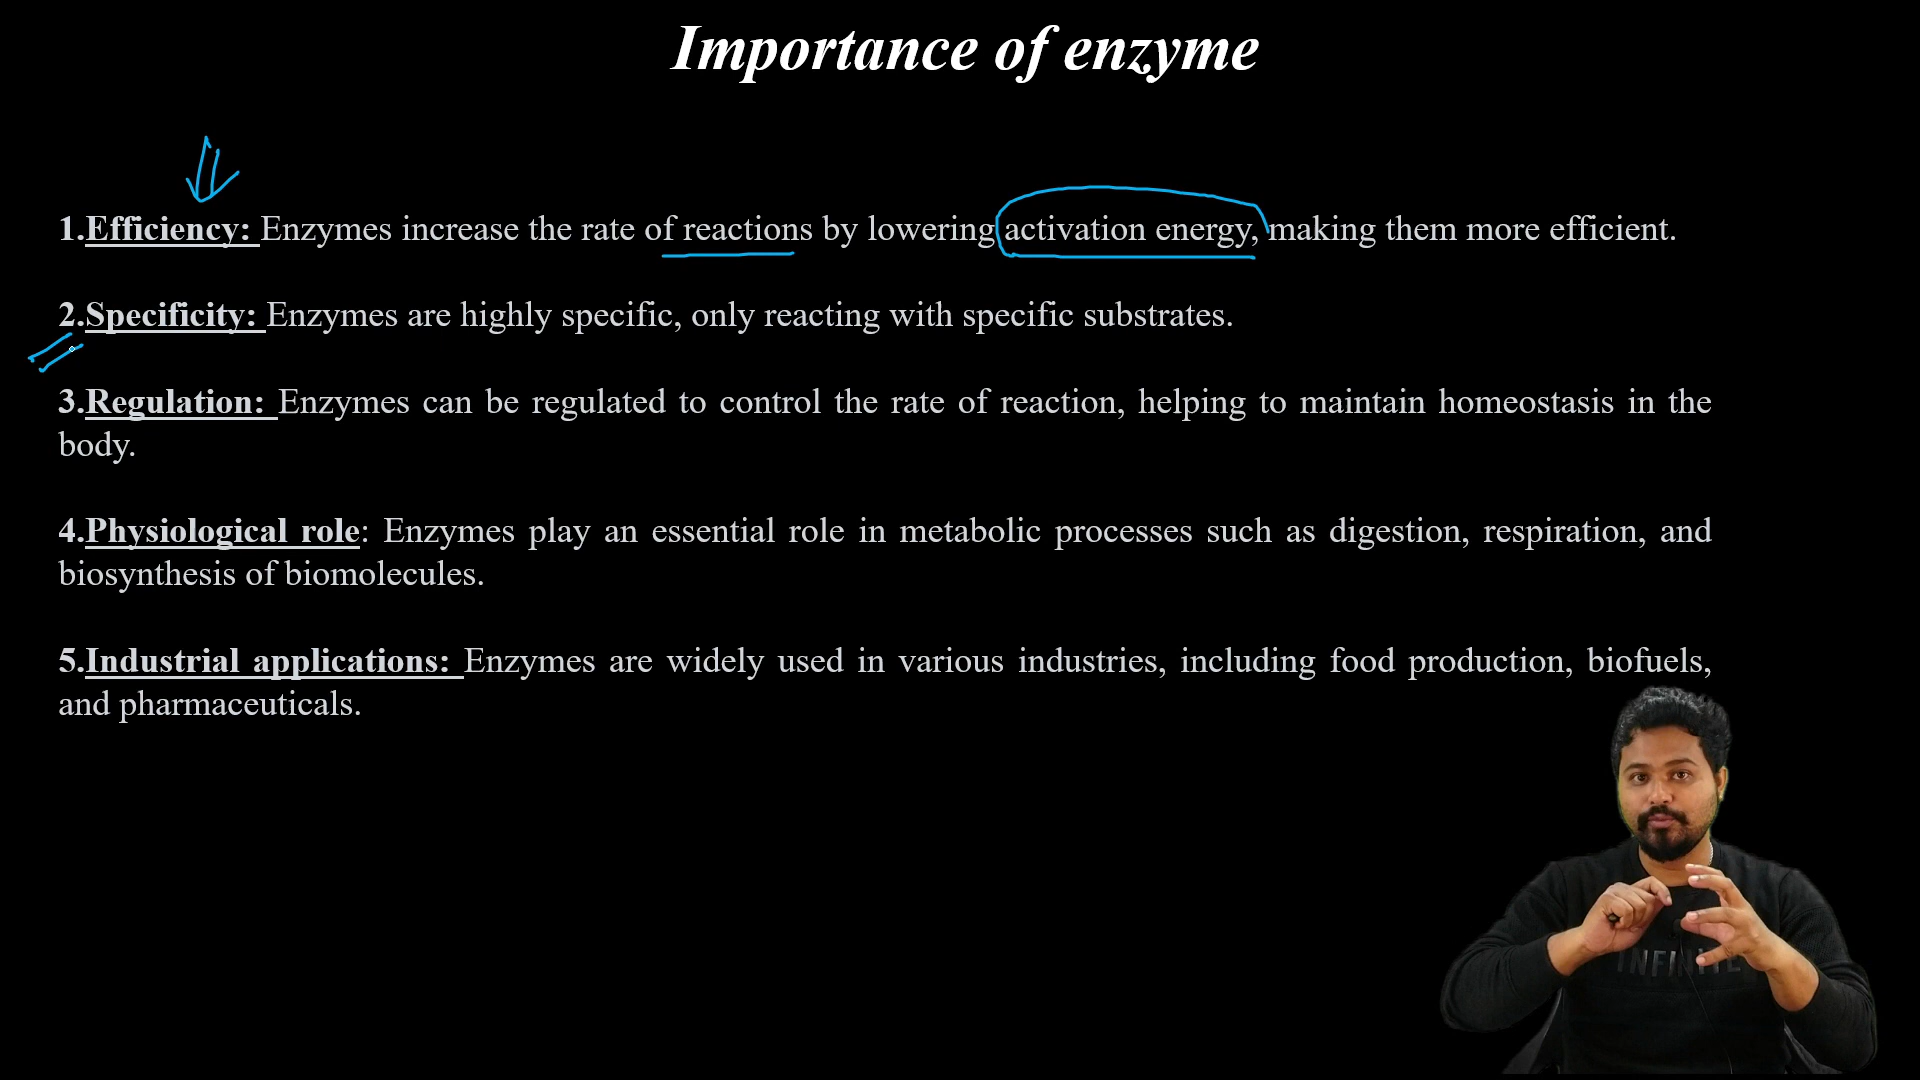 Importance of enzyme
1.Efficiency: Enzymes increase the rate of reactions by lowering activation energy, making them more efficient.
2.Specificity: Enzymes are highly specific, only reacting with specific substrates.
3.Regulation: Enzymes can be regulated to control the rate of reaction, helping to maintain homeostasis in the
body.
4.Physiological role: Enzymes play an essential role in metabolic processes such as digestion, respiration, and
biosynthesis of biomolecules.
5.Industrial applications: Enzymes are widely used in various industries, including food production, biofuels,
and pharmaceuticals.
INFINITE